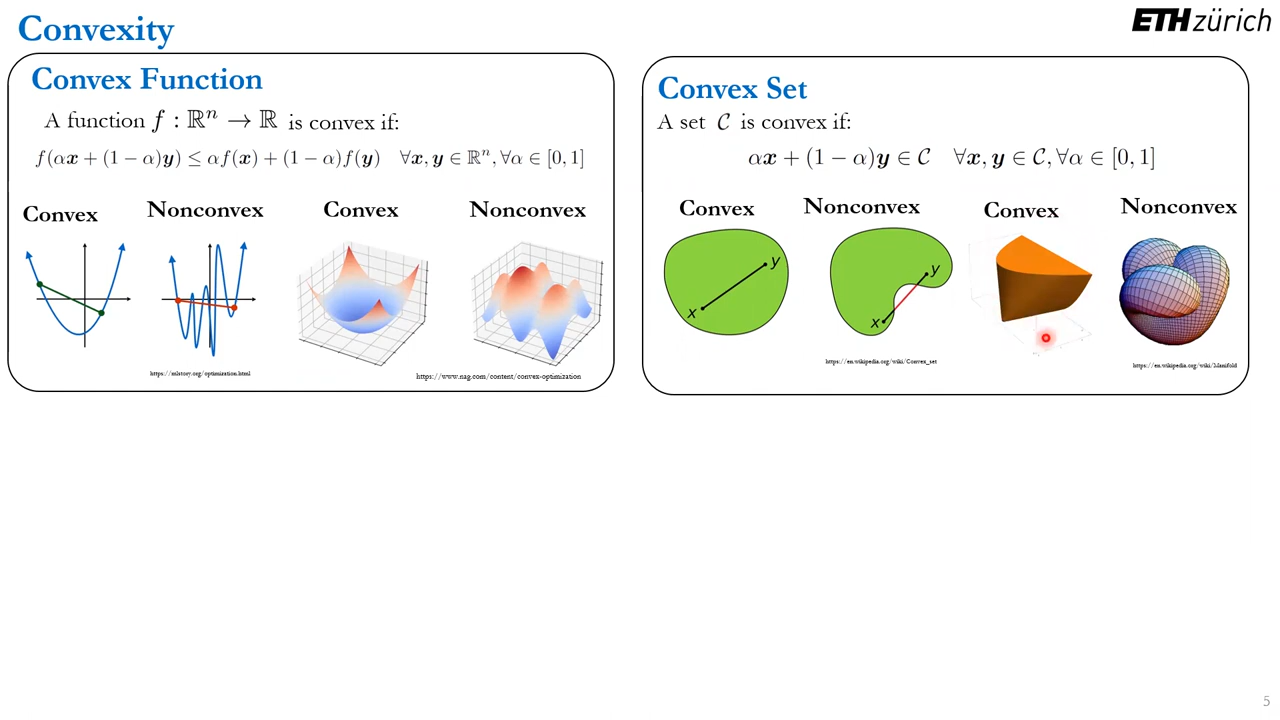 Convexity
ETH zürich
Convex Function
A function f : ℝⁿ → ℝ is convex if:
f(αx + (1 − α)y) ≤ αf(x) + (1 − α)f(y) ∀x, y ∈ ℝⁿ, ∀α ∈ [0, 1]
Convex
Nonconvex
Convex
Nonconvex
https://mlstory.org/optimization.html
https://www.nag.com/content/convex-optimization
Convex Set
A set 𝒞 is convex if:
αx + (1 − α)y ∈ 𝒞 ∀x, y ∈ 𝒞, ∀α ∈ [0, 1]
Convex
Nonconvex
Convex
Nonconvex
x
y
x
y
https://en.wikipedia.org/wiki/Convex_set
https://en.wikipedia.org/wiki/Manifold
5